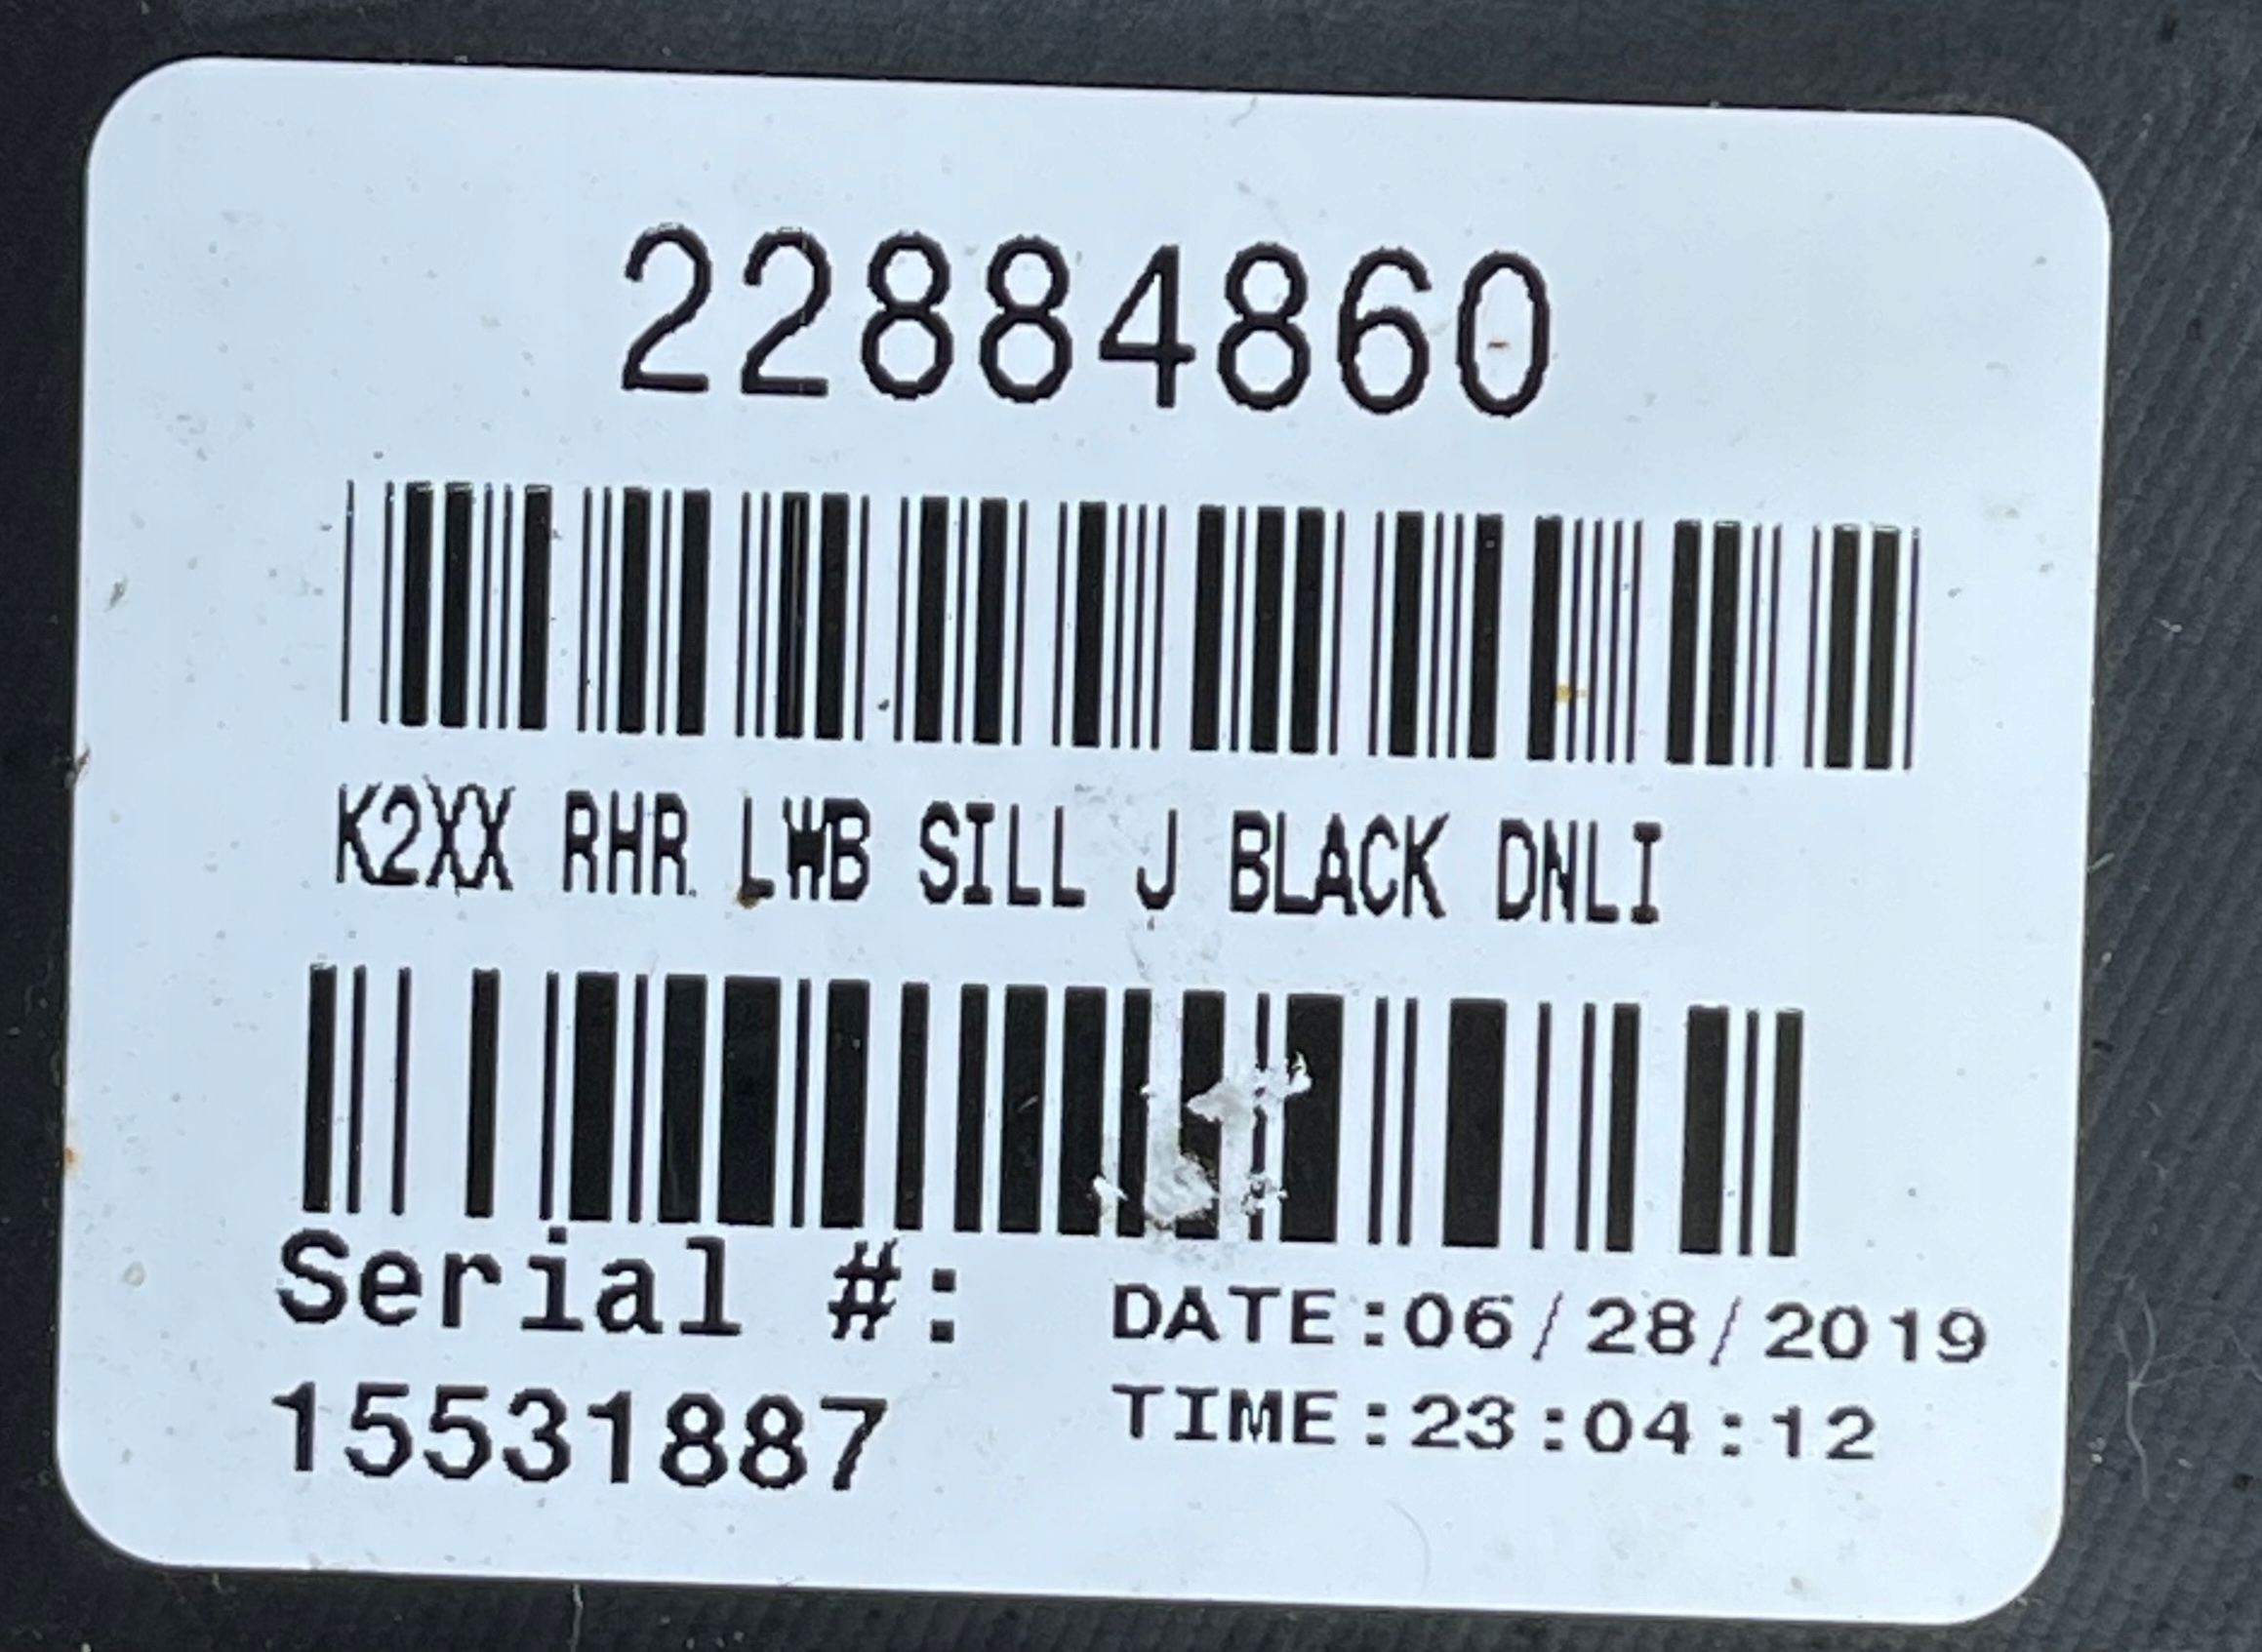 22884860
K2XX RHR LWB SILL J BLACK DNLI
Serial #:
15531887
DATE:06/28/2019
TIME:23:04:12